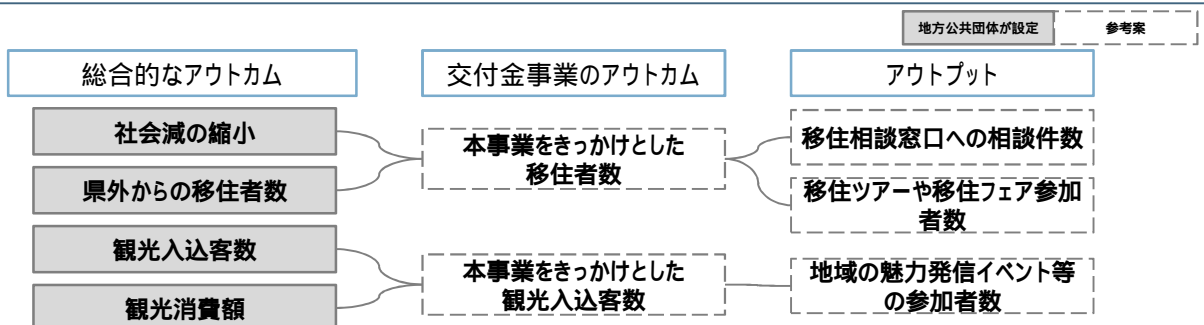 地方公共団体が設定
参考案
総合的なアウトカム
交付金事業のアウトカム
アウトプット
社会減の縮小
県外からの移住者数
観光入込客数
観光消費額
本事業をきっかけとした
移住者数
本事業をきっかけとした
観光入込客数
移住相談窓口への相談件数
移住ツアーや移住フェア参加
者数
地域の魅力発信イベント等
の参加者数